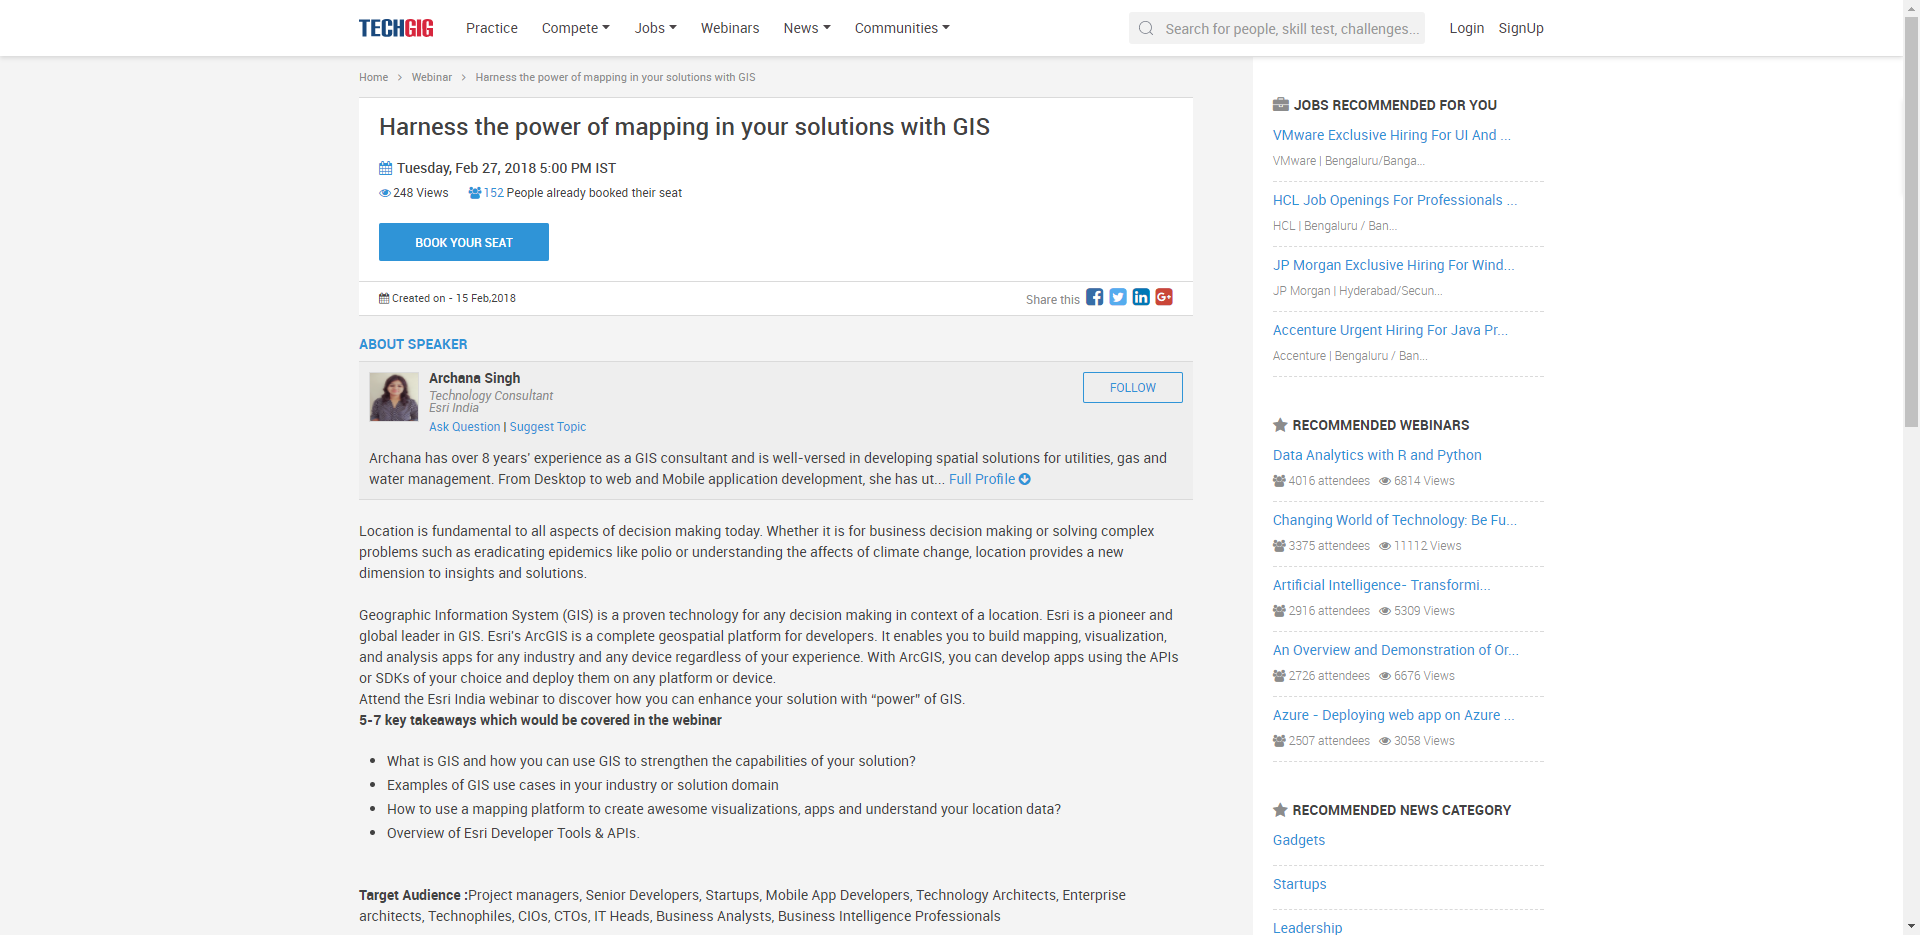 TECHGIG Practice Compete Jobs Webinars News Communities Search for people, skill test, challenges... Login SignUp
Home > Webinar > Harness the power of mapping in your solutions with GIS
Harness the power of mapping in your solutions with GIS
Tuesday, Feb 27, 2018 5:00 PM IST
248 Views 152 People already booked their seat
BOOK YOUR SEAT
Created on - 15 Feb,2018 Share this
ABOUT SPEAKER
Archana Singh
Technology Consultant
Esri India
Ask Question | Suggest Topic
FOLLOW
Archana has over 8 years' experience as a GIS consultant and is well-versed in developing spatial solutions for utilities, gas and
water management. From Desktop to web and Mobile application development, she has ut... Full Profile
Location is fundamental to all aspects of decision making today. Whether it is for business decision making or solving complex
problems such as eradicating epidemics like polio or understanding the affects of climate change, location provides a new
dimension to insights and solutions.
Geographic Information System (GIS) is a proven technology for any decision making in context of a location. Esri is a pioneer and
global leader in GIS. Esri's ArcGIS is a complete geospatial platform for developers. It enables you to build mapping, visualization,
and analysis apps for any industry and any device regardless of your experience. With ArcGIS, you can develop apps using the APIs
or SDKs of your choice and deploy them on any platform or device.
Attend the Esri India webinar to discover how you can enhance your solution with “power” of GIS.
5-7 key takeaways which would be covered in the webinar
• What is GIS and how you can use GIS to strengthen the capabilities of your solution?
• Examples of GIS use cases in your industry or solution domain
• How to use a mapping platform to create awesome visualizations, apps and understand your location data?
• Overview of Esri Developer Tools & APIs.
Target Audience :Project managers, Senior Developers, Startups, Mobile App Developers, Technology Architects, Enterprise
architects, Technophiles, CIOs, CTOs, IT Heads, Business Analysts, Business Intelligence Professionals
JOBS RECOMMENDED FOR YOU
VMware Exclusive Hiring For UI And ...
VMware | Bengaluru/Banga...
HCL Job Openings For Professionals ...
HCL | Bengaluru / Ban...
JP Morgan Exclusive Hiring For Wind...
JP Morgan | Hyderabad/Secun...
Accenture Urgent Hiring For Java Pr...
Accenture | Bengaluru / Ban...
RECOMMENDED WEBINARS
Data Analytics with R and Python
4016 attendees 6814 Views
Changing World of Technology: Be Fu...
3375 attendees 11112 Views
Artificial Intelligence- Transformi...
2916 attendees 5309 Views
An Overview and Demonstration of Or...
2726 attendees 6676 Views
Azure - Deploying web app on Azure ...
2507 attendees 3058 Views
RECOMMENDED NEWS CATEGORY
Gadgets
Startups
Leadership